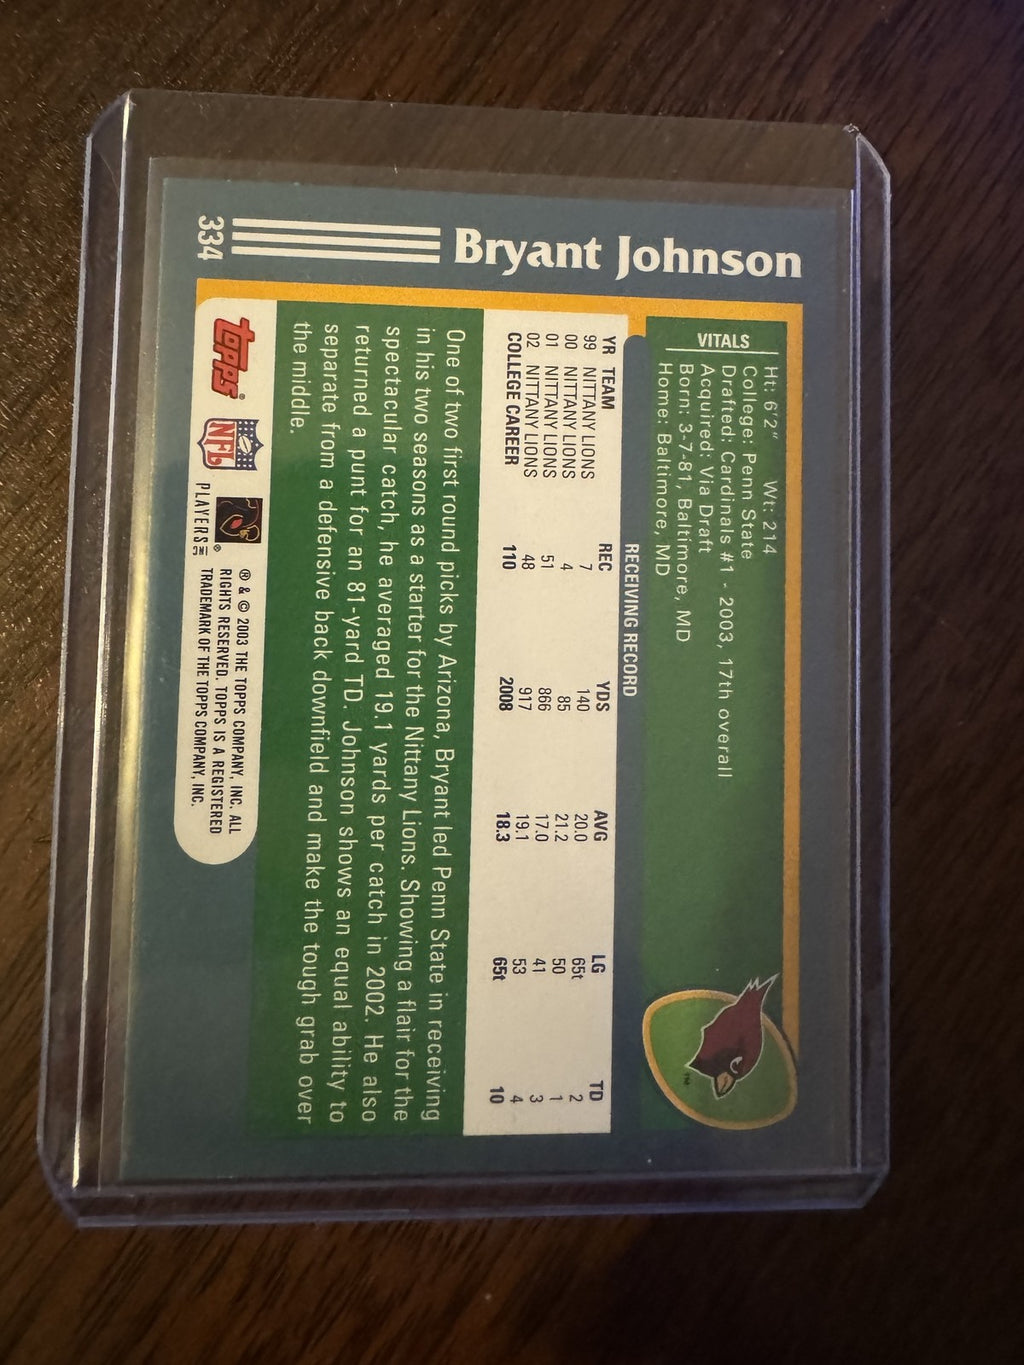 334
Bryant Johnson
VITALS
Ht: 6'2" Wt: 214
College: Penn State
Drafted: Cardinals #1 - 2003, 17th overall
Acquired: Via Draft
Born: 3-7-81, Baltimore, MD
Home: Baltimore, MD
RECEIVING RECORD
YR TEAM REC YDS AVG LG TD
99 NITTANY LIONS 7 140 20.0 65t 2
00 NITTANY LIONS 4 85 21.2 50 1
01 NITTANY LIONS 51 866 17.0 41 3
02 NITTANY LIONS 48 917 19.1 53 4
COLLEGE CAREER 110 2008 18.3 65t 10
One of two first round picks by Arizona, Bryant led Penn State in receiving
in his two seasons as a starter for the Nittany Lions. Showing a flair for the
spectacular catch, he averaged 19.1 yards per catch in 2002. He also
returned a punt for an 81-yard TD. Johnson shows an equal ability to
separate from a defensive back downfield and make the tough grab over
the middle.
topps®
NFL
PLAYERS INC
® & © 2003 THE TOPPS COMPANY, INC. ALL
RIGHTS RESERVED. TOPPS IS A REGISTERED
TRADEMARK OF THE TOPPS COMPANY, INC.